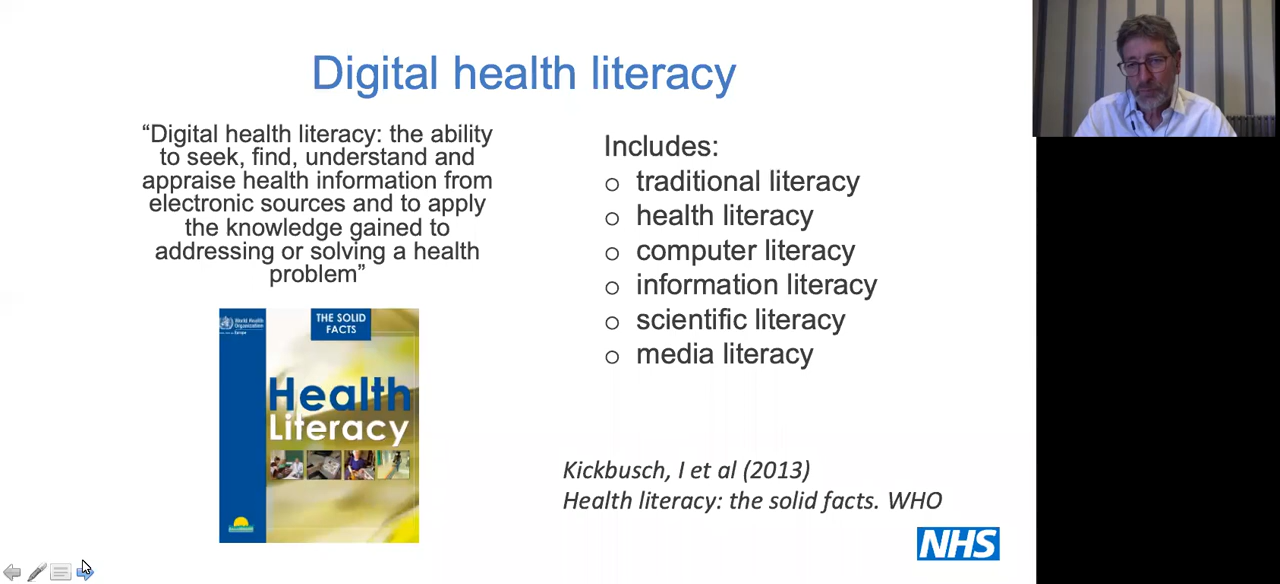 Digital health literacy
“Digital health literacy: the ability
to seek, find, understand and
appraise health information from
electronic sources and to apply
the knowledge gained to
addressing or solving a health
problem”
World Health
Organization
Europe
THE SOLID
FACTS
Health
Literacy
Includes:
o traditional literacy
o health literacy
o computer literacy
o information literacy
o scientific literacy
o media literacy
Kickbusch, I et al (2013)
Health literacy: the solid facts. WHO
NHS